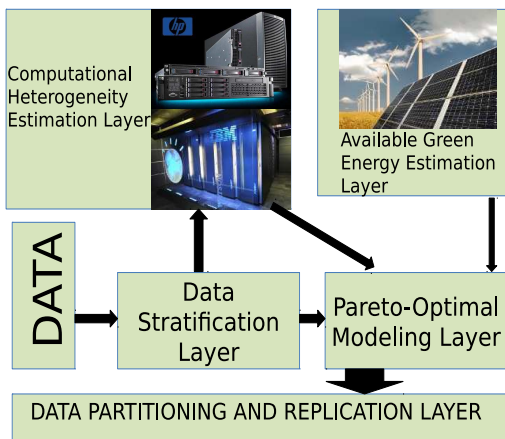 hp
Computational
Heterogeneity
Estimation Layer
IBM
Available Green
Energy Estimation
Layer
DATA
Data
Stratification
Layer
Pareto-Optimal
Modeling Layer
DATA PARTITIONING AND REPLICATION LAYER